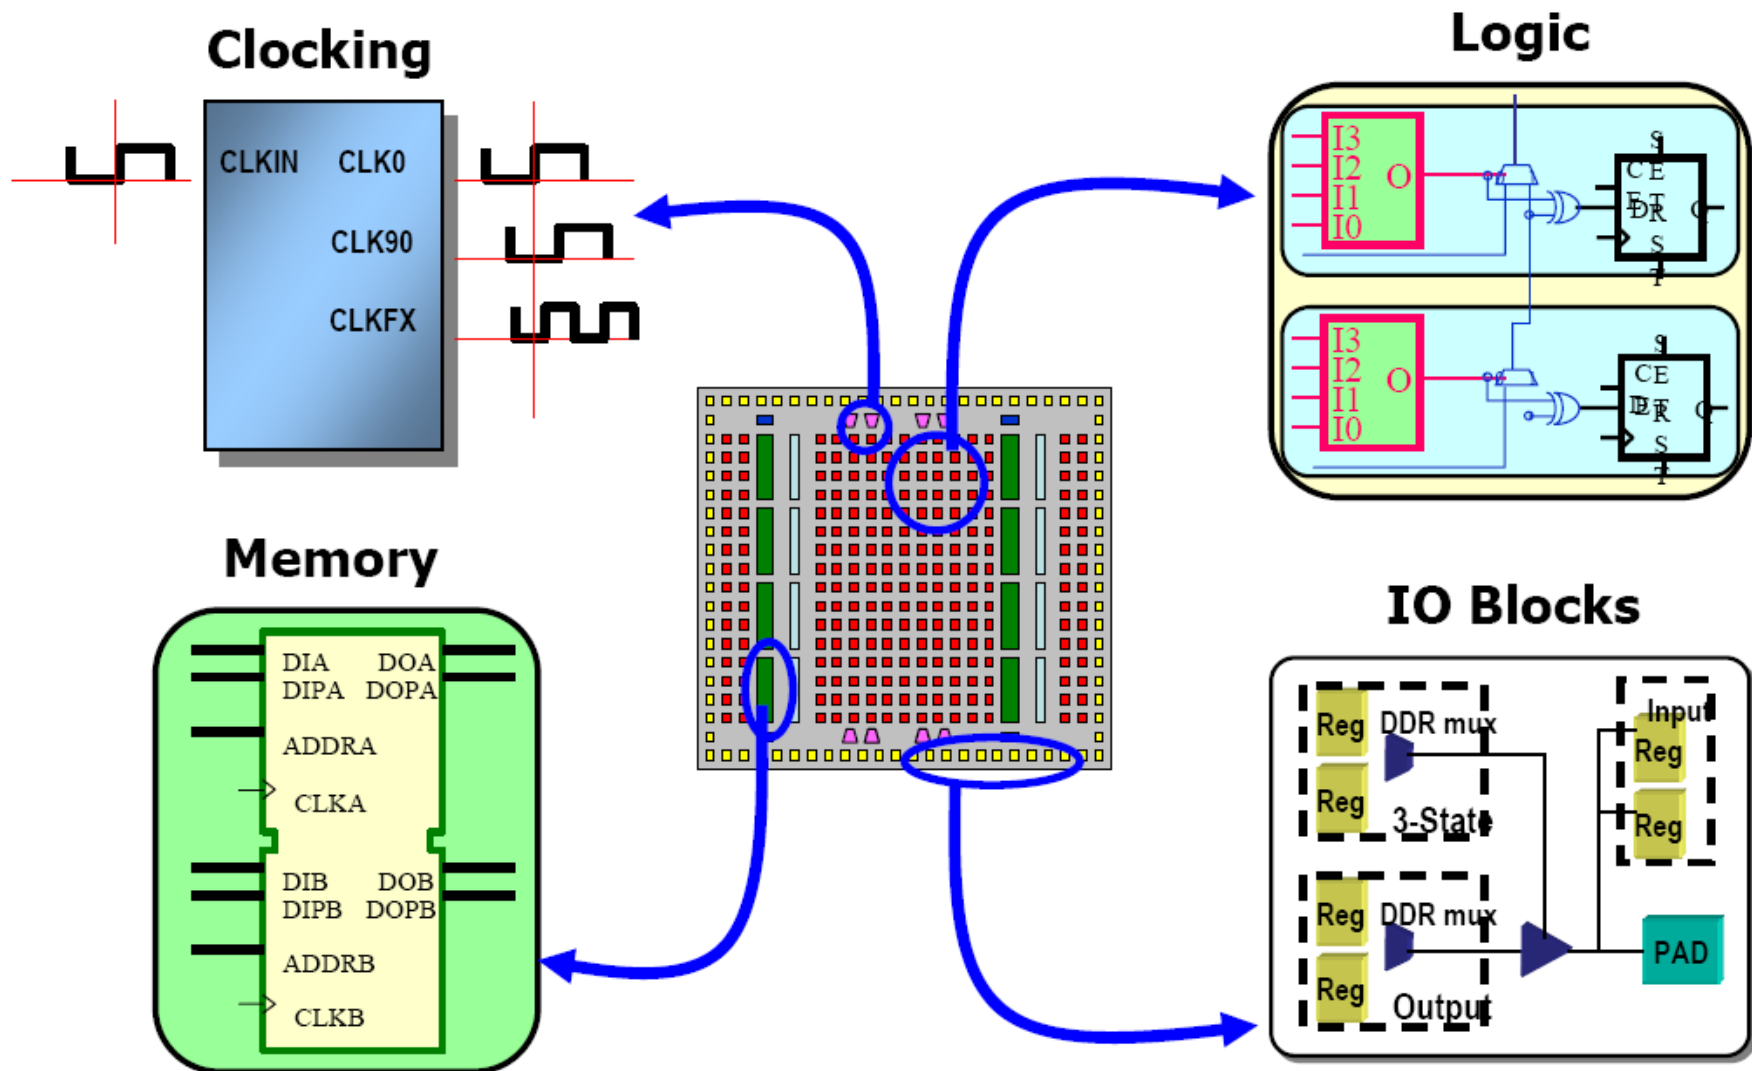 Clocking
CLKIN CLK0
CLK90
CLKFX
Logic
I3
I2
I1
I0
O
S
E
T
CE
D
Q
R
S
T
I3
I2
I1
I0
O
S
E
T
CE
D
Q
R
S
T
Memory
DIA DOA
DIPA DOPA
ADDRA
CLKA
DIB DOB
DIPB DOPB
ADDRB
CLKB
IO Blocks
Reg DDR mux
Reg
3-State
Input
Reg
Reg
Reg DDR mux
Reg
Output
PAD